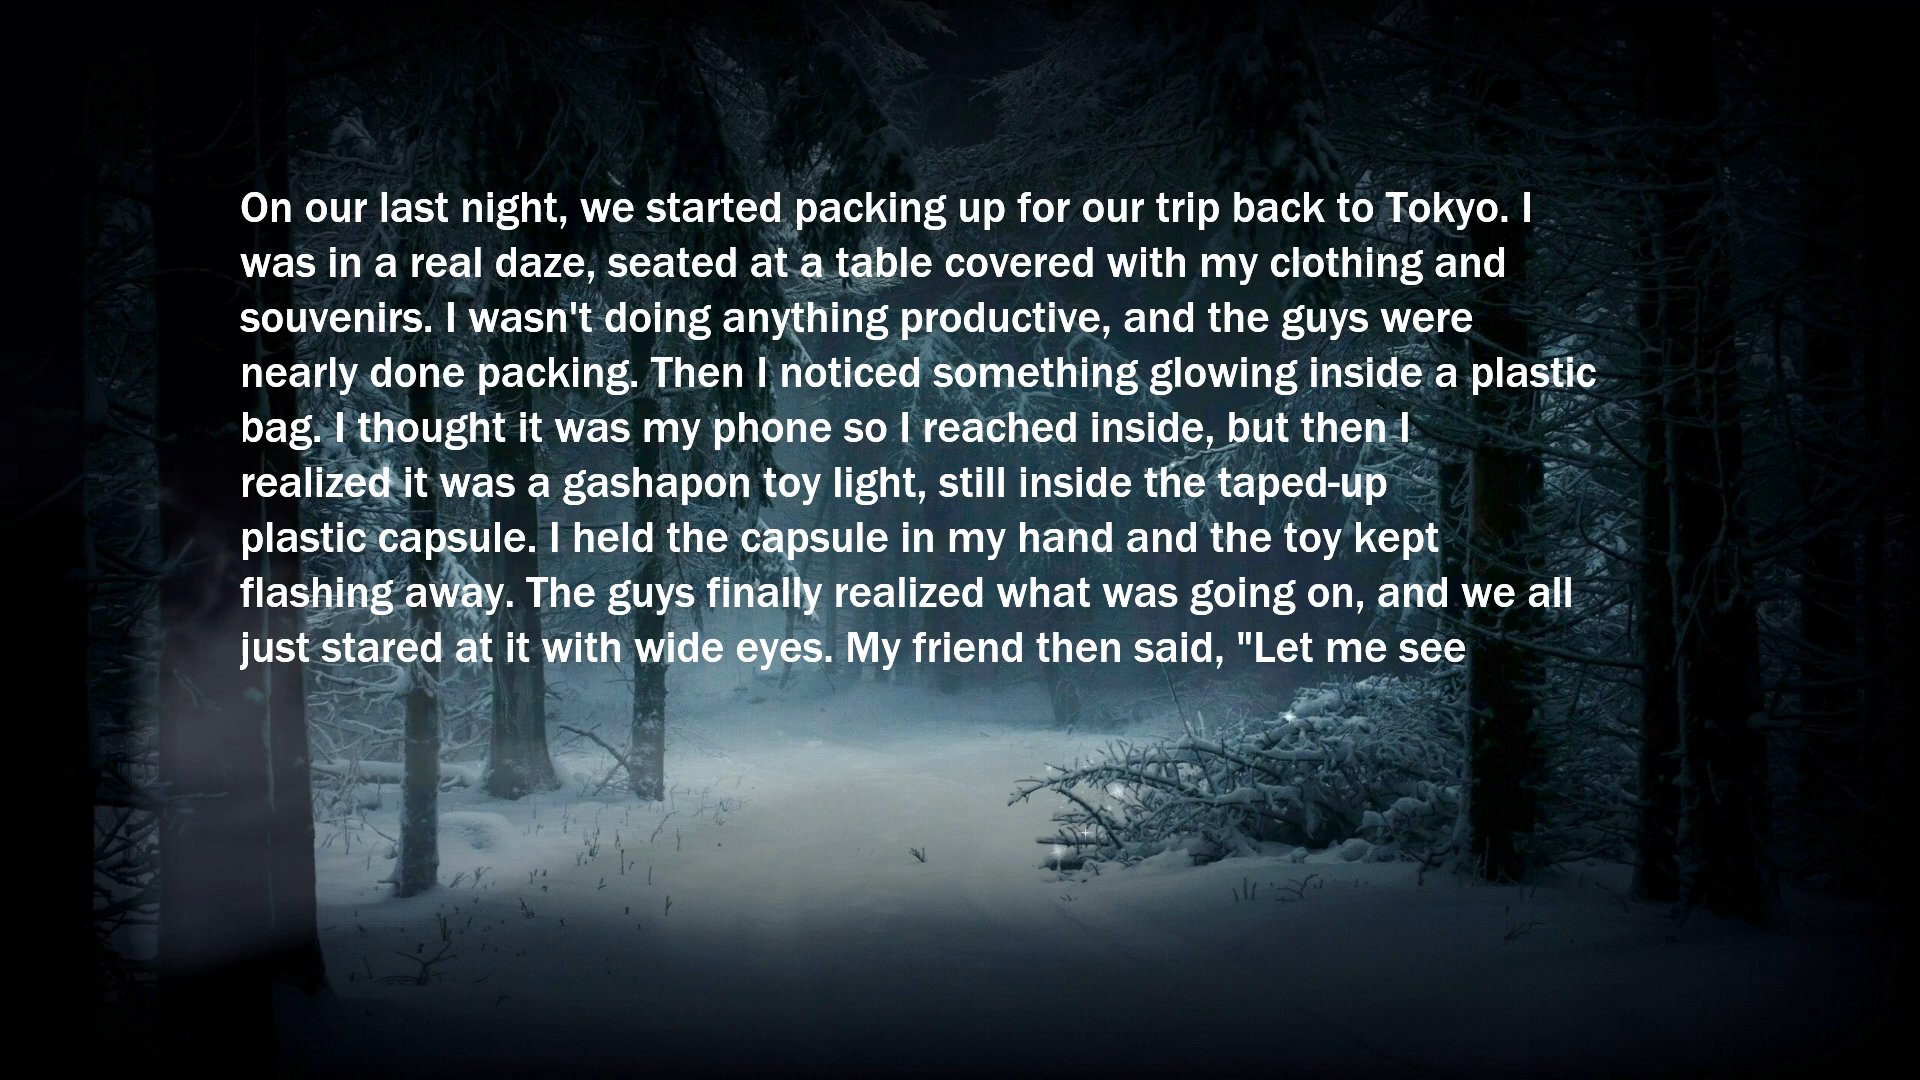 On our last night, we started packing up for our trip back to Tokyo. I
was in a real daze, seated at a table covered with my clothing and
souvenirs. I wasn't doing anything productive, and the guys were
nearly done packing. Then I noticed something glowing inside a plastic
bag. I thought it was my phone so I reached inside, but then I
realized it was a gashapon toy light, still inside the taped-up
plastic capsule. I held the capsule in my hand and the toy kept
flashing away. The guys finally realized what was going on, and we all
just stared at it with wide eyes. My friend then said, "Let me see